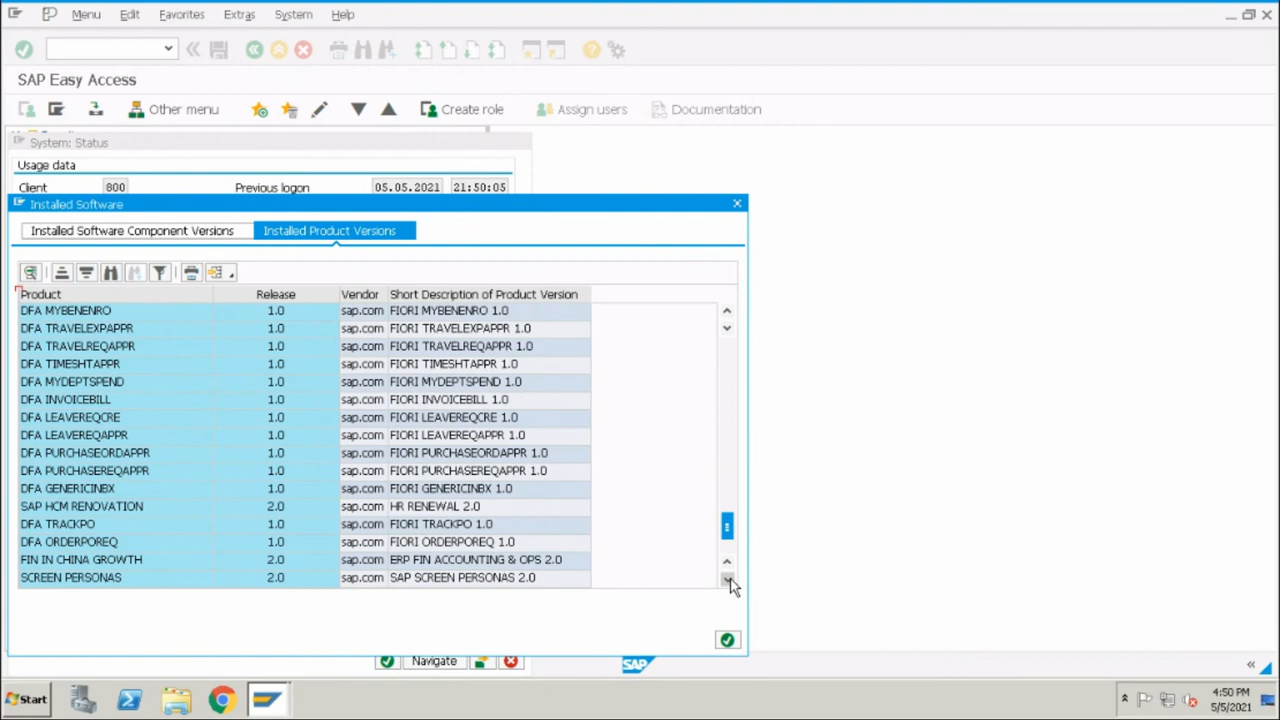 Menu Edit Favorites Extras System Help
SAP Easy Access
Other menu Create role Assign users Documentation
System: Status
Usage data
Client 800 Previous logon 05.05.2021 21:50:05
Installed Software
Installed Software Component Versions Installed Product Versions
Product Release Vendor Short Description of Product Version
DFA MYBENENRO 1.0 sap.com FIORI MYBENENRO 1.0
DFA TRAVELEXPAPPR 1.0 sap.com FIORI TRAVELEXPAPPR 1.0
DFA TRAVELREQAPPR 1.0 sap.com FIORI TRAVELREQAPPR 1.0
DFA TIMESHTAPPR 1.0 sap.com FIORI TIMESHTAPPR 1.0
DFA MYDEPTSPEND 1.0 sap.com FIORI MYDEPTSPEND 1.0
DFA INVOICEBILL 1.0 sap.com FIORI INVOICEBILL 1.0
DFA LEAVEREQCRE 1.0 sap.com FIORI LEAVEREQCRE 1.0
DFA LEAVEREQAPPR 1.0 sap.com FIORI LEAVEREQAPPR 1.0
DFA PURCHASEORDAPPR 1.0 sap.com FIORI PURCHASEORDAPPR 1.0
DFA PURCHASEREQAPPR 1.0 sap.com FIORI PURCHASEREQAPPR 1.0
DFA GENERICINBX 1.0 sap.com FIORI GENERICINBX 1.0
SAP HCM RENOVATION 2.0 sap.com HR RENEWAL 2.0
DFA TRACKPO 1.0 sap.com FIORI TRACKPO 1.0
DFA ORDERPOREQ 1.0 sap.com FIORI ORDERPOREQ 1.0
FIN IN CHINA GROWTH 2.0 sap.com ERP FIN ACCOUNTING & OPS 2.0
SCREEN PERSONAS 2.0 sap.com SAP SCREEN PERSONAS 2.0
Navigate SAP
Start 4:50 PM
5/5/2021